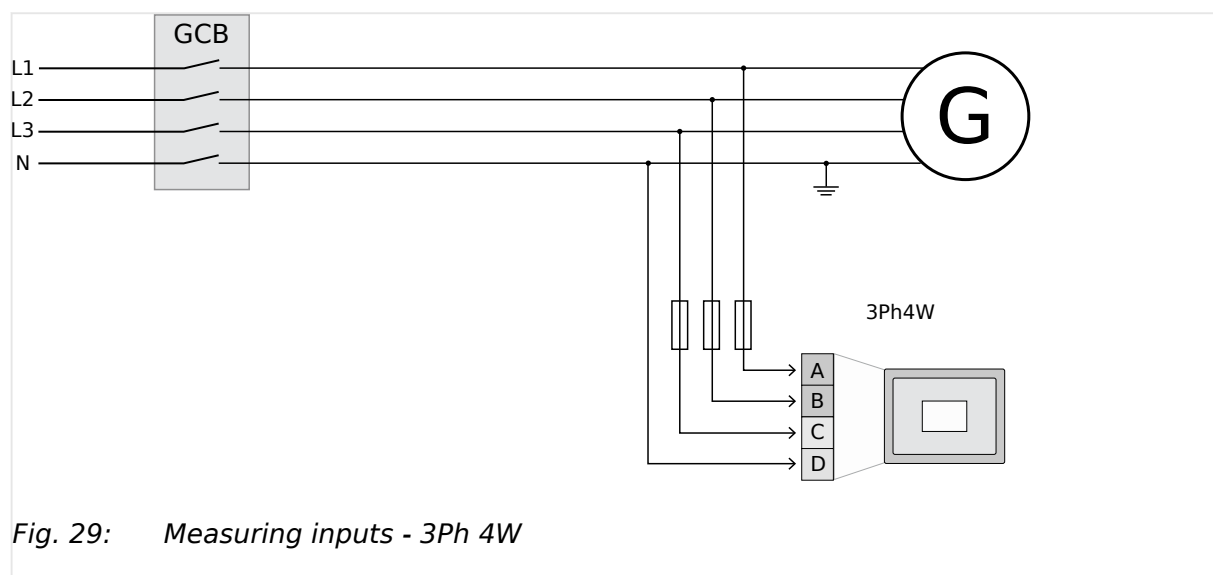 GCB
L1
L2
L3
N
G
3Ph4W
A
B
C
D
Fig. 29: Measuring inputs - 3Ph 4W